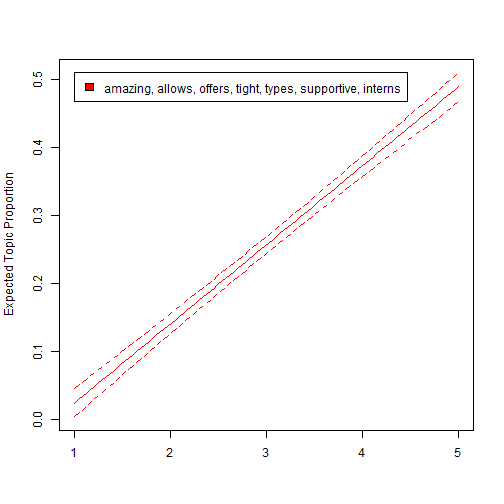 amazing, allows, offers, tight, types, supportive, interns
Expected Topic Proportion
0.5
0.4
0.3
0.2
0.1
0.0
1 2 3 4 5